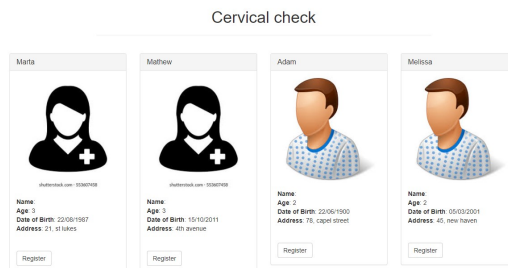 Cervical check
Marta
shutterstock.com · 553607408
Name:
Age: 3
Date of Birth: 22/08/1987
Address: 21, st lukes
Register
Mathew
shutterstock.com · 553607408
Name:
Age: 3
Date of Birth: 15/10/2011
Address: 4th avenue
Register
Adam
Name:
Age: 2
Date of Birth: 22/06/1900
Address: 78, capel street
Register
Melissa
Name:
Age: 2
Date of Birth: 05/03/2001
Address: 45, new haven
Register